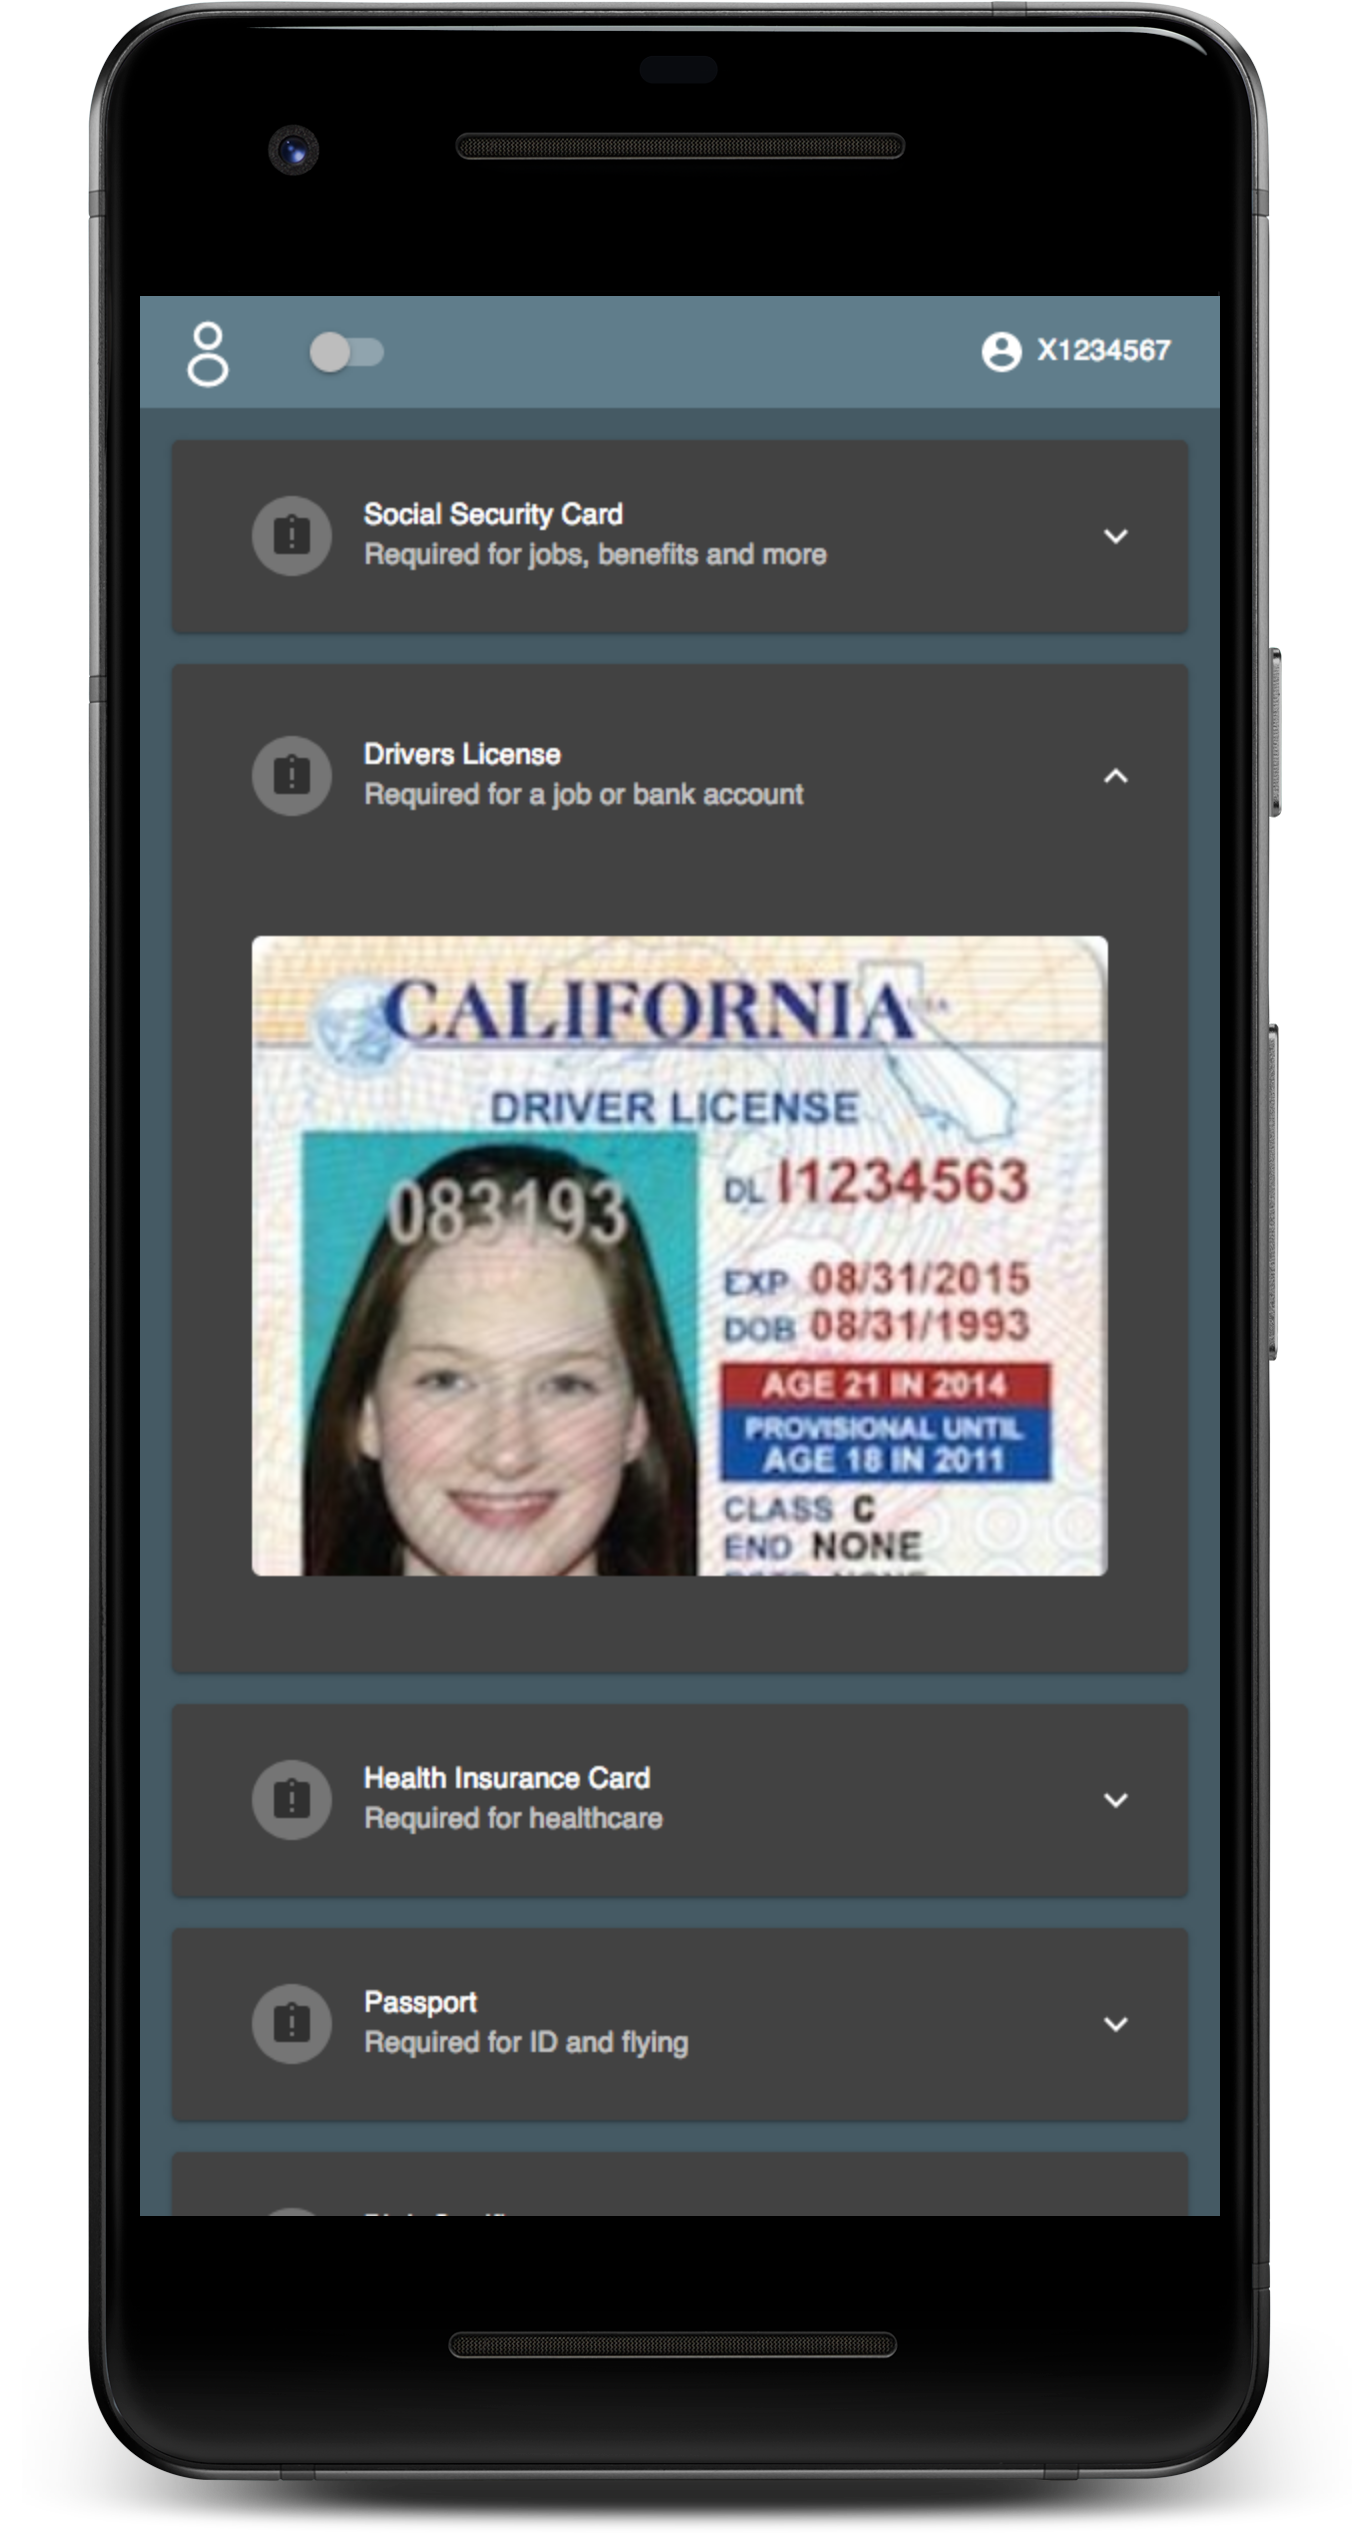 X1234567
Social Security Card
Required for jobs, benefits and more
Drivers License
Required for a job or bank account
CALIFORNIA
DRIVER LICENSE
083193
DL I1234563
EXP 08/31/2015
DOB 08/31/1993
AGE 21 IN 2014
PROVISIONAL UNTIL
AGE 18 IN 2011
CLASS C
END NONE
Health Insurance Card
Required for healthcare
Passport
Required for ID and flying